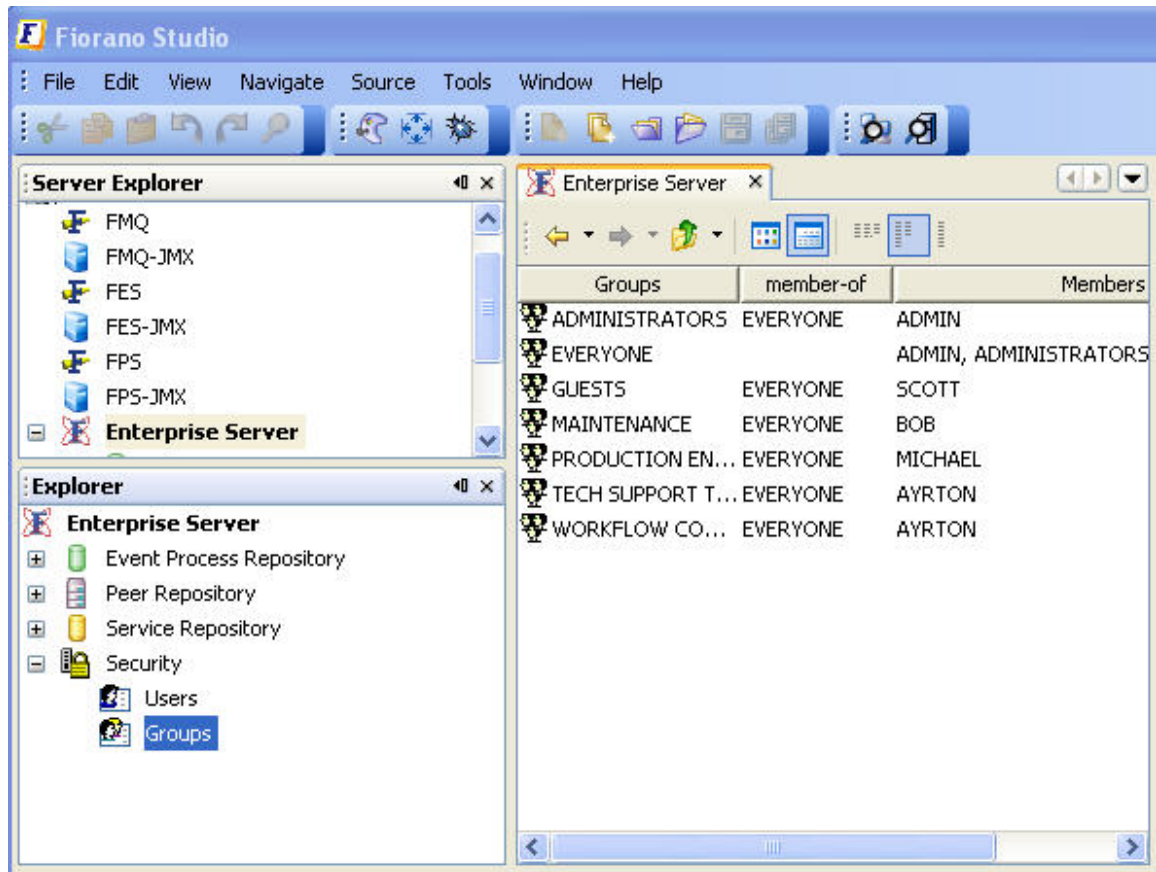 Fiorano Studio
File Edit View Navigate Source Tools Window Help
Server Explorer
FMQ
FMQ-JMX
FES
FES-JMX
FPS
FPS-JMX
Enterprise Server
Explorer
Enterprise Server
Event Process Repository
Peer Repository
Service Repository
Security
Users
Groups
Enterprise Server
Groups member-of Members
ADMINISTRATORS EVERYONE ADMIN
EVERYONE ADMIN, ADMINISTRATORS
GUESTS EVERYONE SCOTT
MAINTENANCE EVERYONE BOB
PRODUCTION EN... EVERYONE MICHAEL
TECH SUPPORT T... EVERYONE AYRTON
WORKFLOW CO... EVERYONE AYRTON